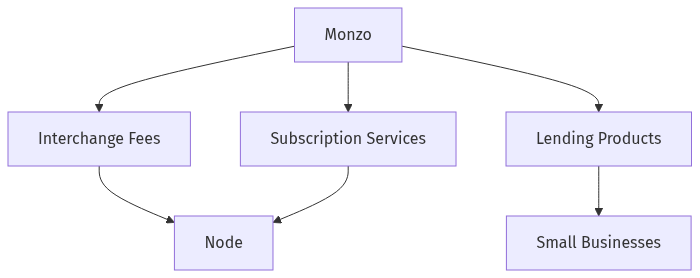 Monzo
Interchange Fees
Subscription Services
Lending Products
Node
Small Businesses